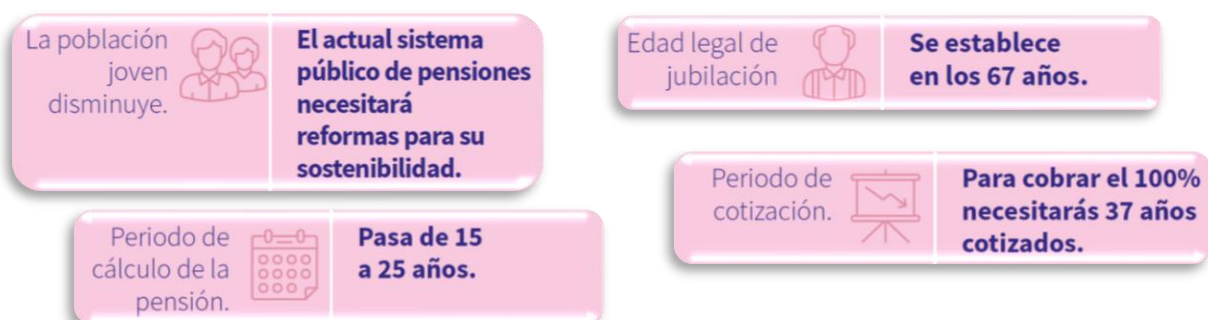 La población
joven
disminuye.
El actual sistema
público de pensiones
necesitará
reformas para su
sostenibilidad.
Edad legal de
jubilación
Se establece
en los 67 años.
Periodo de
cálculo de la
pensión.
Pasa de 15
a 25 años.
Periodo de
cotización.
Para cobrar el 100%
necesitarás 37 años
cotizados.